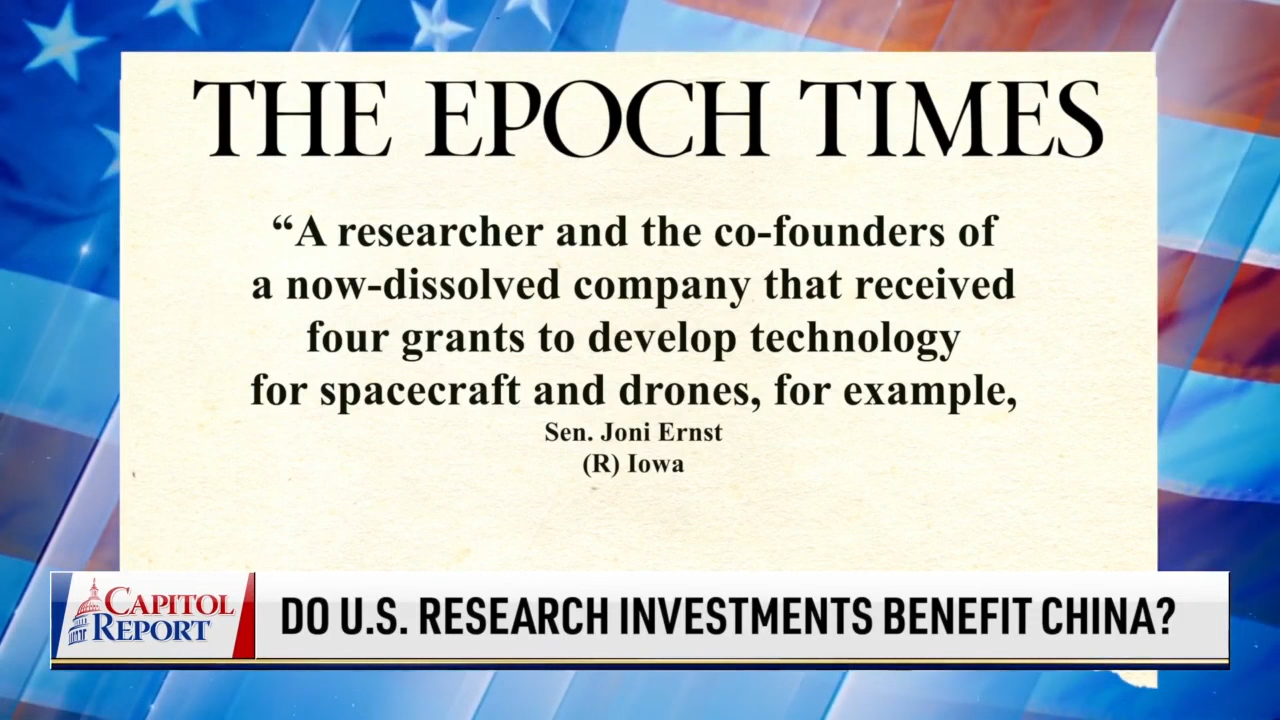 THE EPOCH TIMES
“A researcher and the co-founders of
a now-dissolved company that received
four grants to develop technology
for spacecraft and drones, for example,
Sen. Joni Ernst
(R) Iowa
CAPITOL
REPORT
DO U.S. RESEARCH INVESTMENTS BENEFIT CHINA?